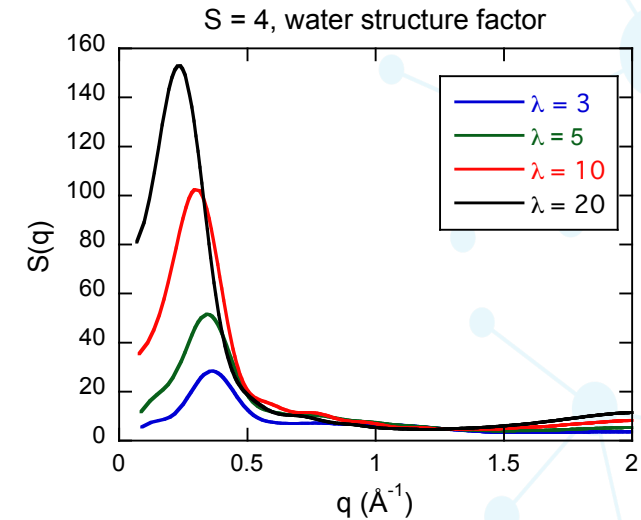 S = 4, water structure factor
160
140
120
100
80
60
40
20
0
S(q)
λ = 3
λ = 5
λ = 10
λ = 20
0 0.5 1 1.5 2
q (Å⁻¹)